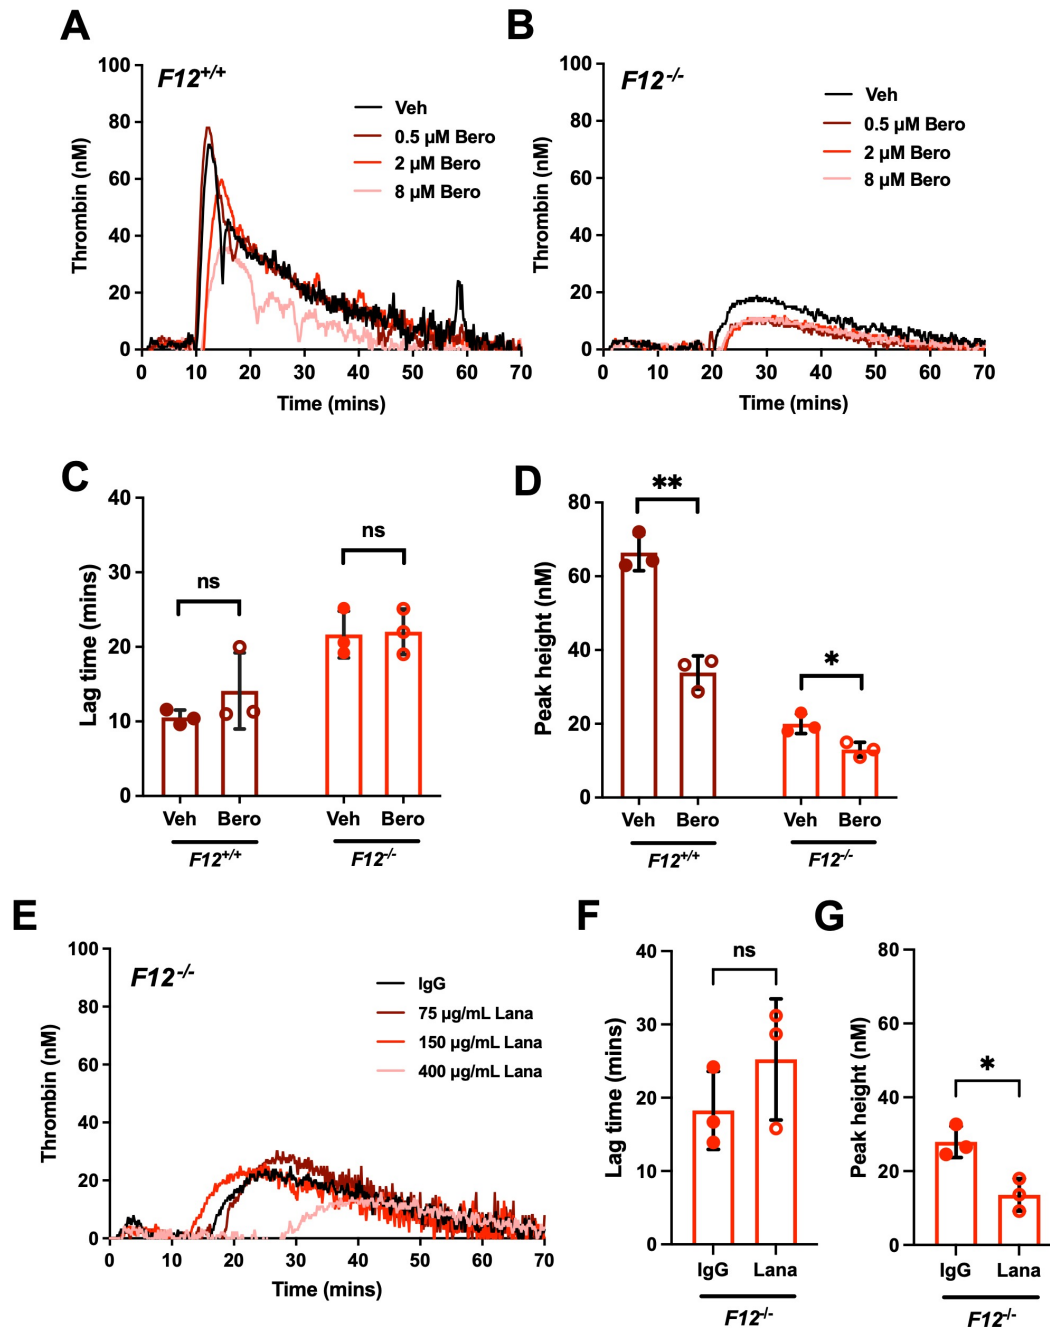 A
F12+/+
Veh
0.5 µM Bero
2 µM Bero
8 µM Bero
Thrombin (nM)
100
80
60
40
20
0
0 10 20 30 40 50 60 70
Time (mins)
B
F12-/-
Veh
0.5 µM Bero
2 µM Bero
8 µM Bero
Thrombin (nM)
100
80
60
40
20
0
0 10 20 30 40 50 60 70
Time (mins)
C
Lag time (mins)
40
30
20
10
0
ns
ns
Veh Bero Veh Bero
F12+/+ F12-/-
D
Peak height (nM)
80
60
40
20
0
**
*
Veh Bero Veh Bero
F12+/+ F12-/-
E
F12-/-
IgG
75 µg/mL Lana
150 µg/mL Lana
400 µg/mL Lana
Thrombin (nM)
100
80
60
40
20
0
0 10 20 30 40 50 60 70
Time (mins)
F
Lag time (mins)
40
30
20
10
0
ns
IgG Lana
F12-/-
G
Peak height (nM)
80
60
40
20
0
*
IgG Lana
F12-/-